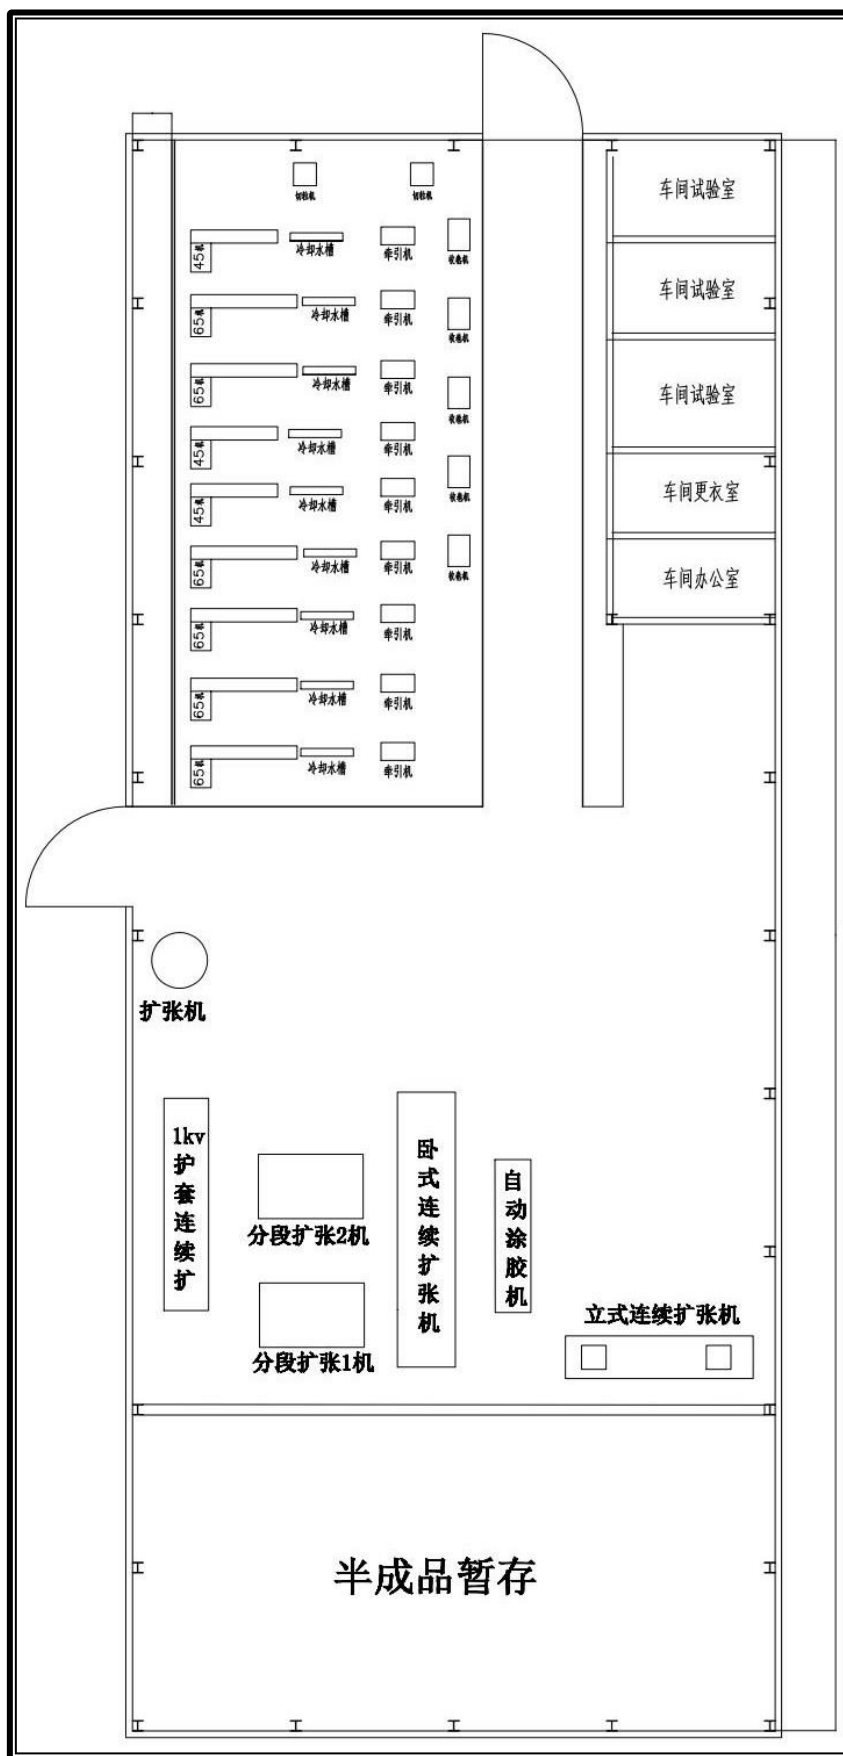 车间试验室
切粒机 切粒机
45机 冷却水槽 牵引机 收卷机
车间试验室
65机 冷却水槽 牵引机 收卷机
65机 冷却水槽 牵引机 收卷机
车间试验室
45机 冷却水槽 牵引机 收卷机
45机 冷却水槽 牵引机
车间更衣室
65机 冷却水槽 牵引机 收卷机
车间办公室
65机 冷却水槽 牵引机
65机 冷却水槽 牵引机
65机 冷却水槽 牵引机
扩张机
1kv护套连续扩
分段扩张2机
分段扩张1机
卧式连续扩张机
自动涂胶机
立式连续扩张机
半成品暂存